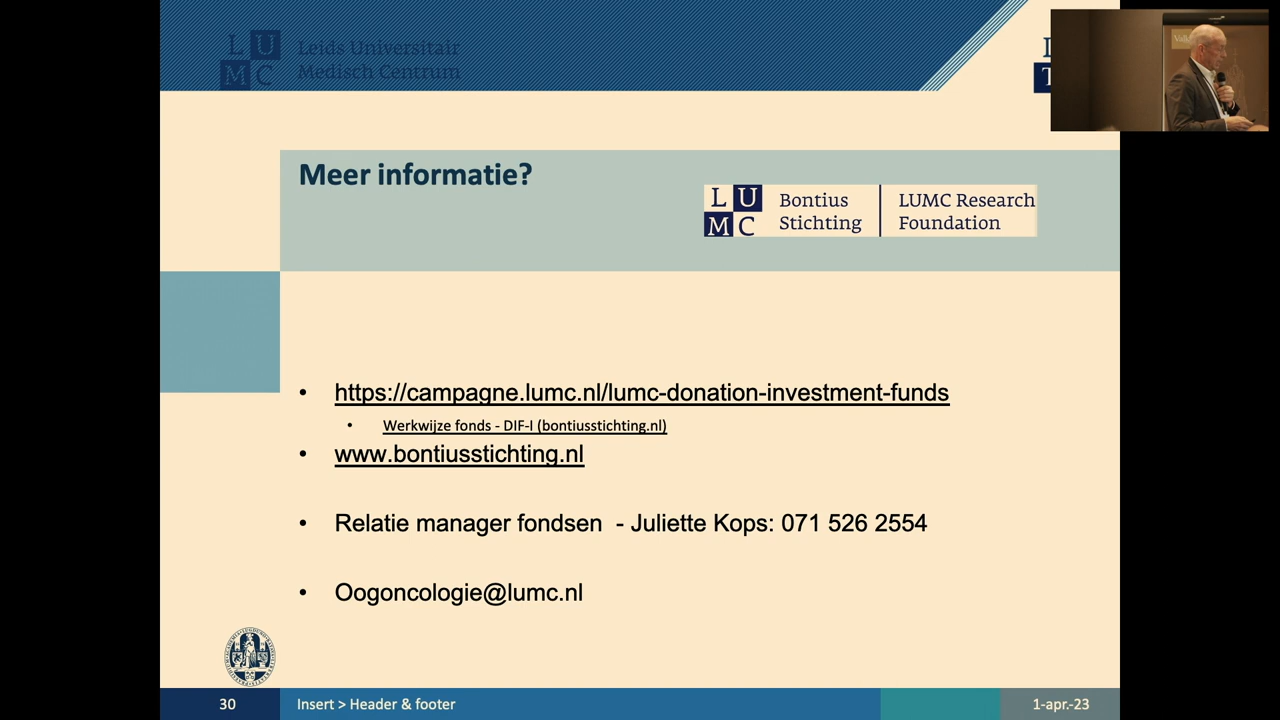 LUMC
Leids Universitair
Medisch Centrum
Meer informatie?
LUMC
Bontius
Stichting
LUMC Research
Foundation
• https://campagne.lumc.nl/lumc-donation-investment-funds
• Werkwijze fonds - DIF-I (bontiusstichting.nl)
• www.bontiusstichting.nl
• Relatie manager fondsen - Juliette Kops: 071 526 2554
• Oogoncologie@lumc.nl
30
Insert > Header & footer
1-apr.-23